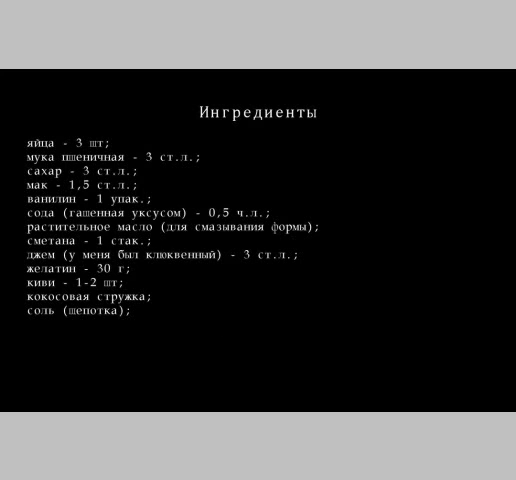 Ингредиенты
яйца - 3 шт;
мука пшеничная - 3 ст.л.;
сахар - 3 ст.л.;
мак - 1,5 ст.л.;
ванилин - 1 упак.;
сода (гашенная уксусом) - 0,5 ч.л.;
растительное масло (для смазывания формы);
сметана - 1 стак.;
джем (у меня был клюквенный) - 3 ст.л.;
желатин - 30 г;
киви - 1-2 шт;
кокосовая стружка;
соль (щепотка);